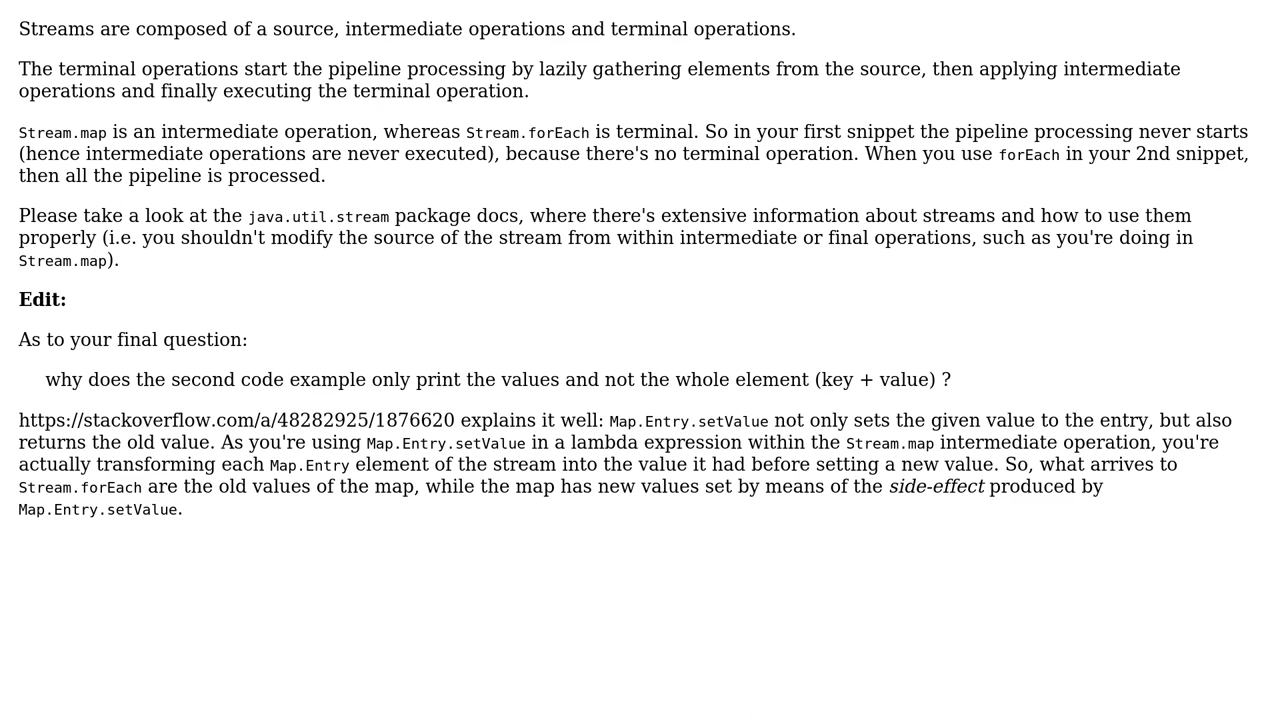 Streams are composed of a source, intermediate operations and terminal operations.
The terminal operations start the pipeline processing by lazily gathering elements from the source, then applying intermediate
operations and finally executing the terminal operation.
Stream.map is an intermediate operation, whereas Stream.forEach is terminal. So in your first snippet the pipeline processing never starts
(hence intermediate operations are never executed), because there's no terminal operation. When you use forEach in your 2nd snippet,
then all the pipeline is processed.
Please take a look at the java.util.stream package docs, where there's extensive information about streams and how to use them
properly (i.e. you shouldn't modify the source of the stream from within intermediate or final operations, such as you're doing in
Stream.map).
Edit:
As to your final question:
why does the second code example only print the values and not the whole element (key + value) ?
https://stackoverflow.com/a/48282925/1876620 explains it well: Map.Entry.setValue not only sets the given value to the entry, but also
returns the old value. As you're using Map.Entry.setValue in a lambda expression within the Stream.map intermediate operation, you're
actually transforming each Map.Entry element of the stream into the value it had before setting a new value. So, what arrives to
Stream.forEach are the old values of the map, while the map has new values set by means of the side-effect produced by
Map.Entry.setValue.